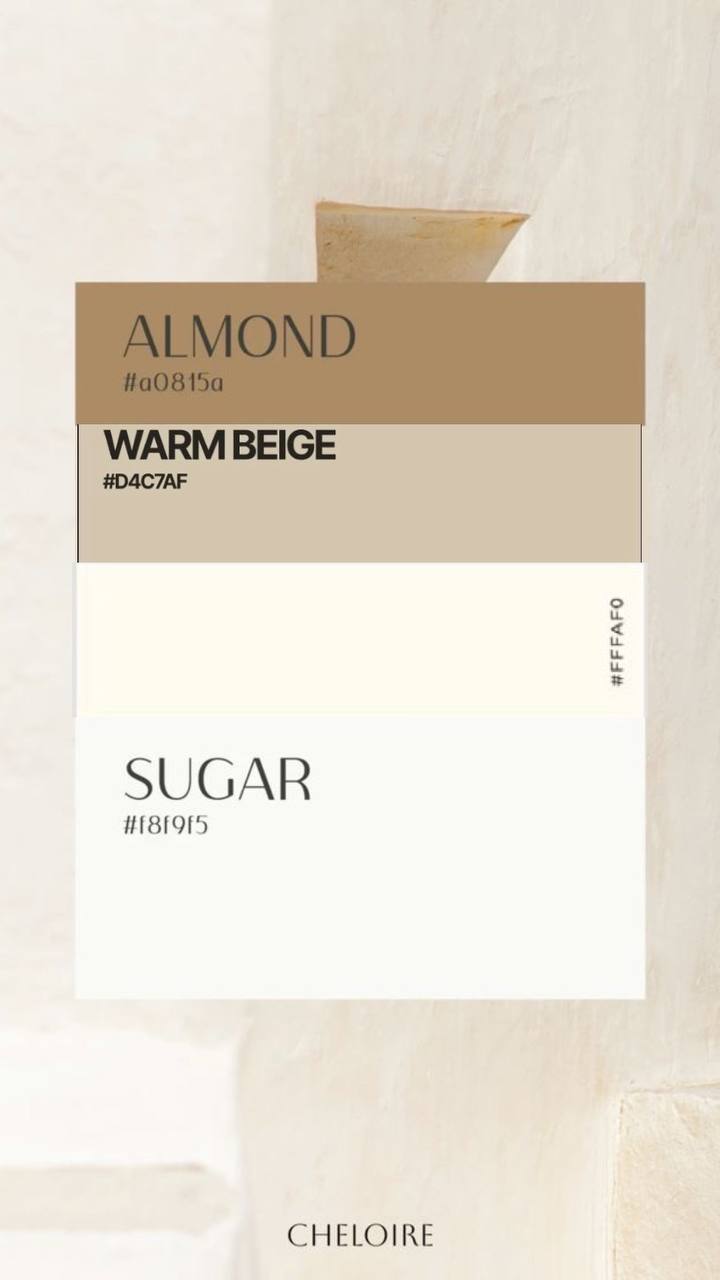 ALMOND
#a0815a
WARM BEIGE
#D4C7AF
#FFFAF0
SUGAR
#f8f9f5
CHELOIRE